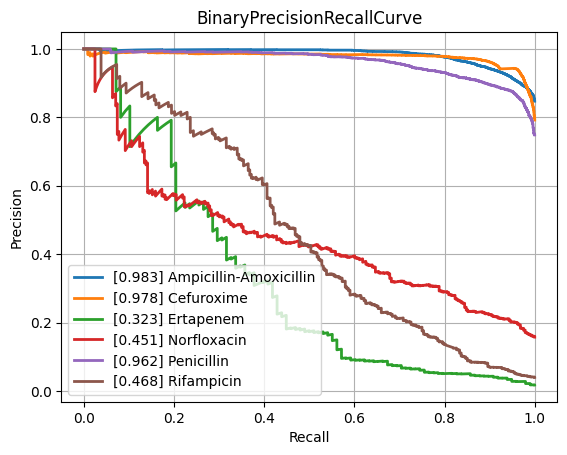 BinaryPrecisionRecallCurve
Precision
1.0
0.8
0.6
0.4
0.2
0.0
[0.983] Ampicillin-Amoxicillin
[0.978] Cefuroxime
[0.323] Ertapenem
[0.451] Norfloxacin
[0.962] Penicillin
[0.468] Rifampicin
0.0 0.2 0.4 0.6 0.8 1.0
Recall